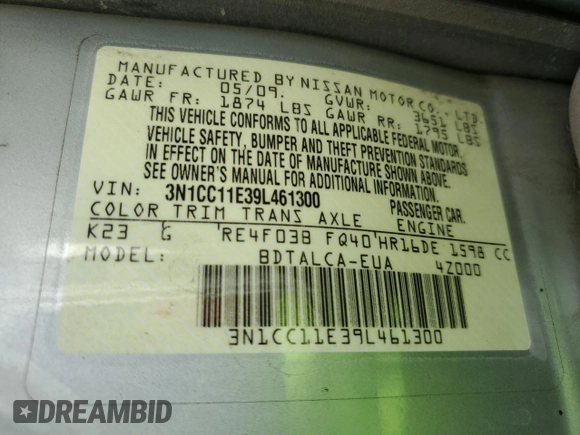 MANUFACTURED BY NISSAN MOTOR CO., LTD.
DATE: 05/09. GVWR: 3651 LBS
GAWR FR: 1874 LBS GAWR RR: 1795 LBS
THIS VEHICLE CONFORMS TO ALL APPLICABLE FEDERAL MOTOR
VEHICLE SAFETY, BUMPER AND THEFT PREVENTION STANDARDS
IN EFFECT ON THE DATE OF MANUFACTURE SHOWN ABOVE.
SEE OWNER'S MANUAL FOR ADDITIONAL INFORMATION.
VIN: 3N1CC11E39L461300 PASSENGER CAR.
COLOR TRIM TRANS AXLE ENGINE
K23 G RE4F03B FQ40 HR16DE 1598 CC
MODEL: BDTALCA-EUA 4Z000
3N1CC11E39L461300
DREAMBID